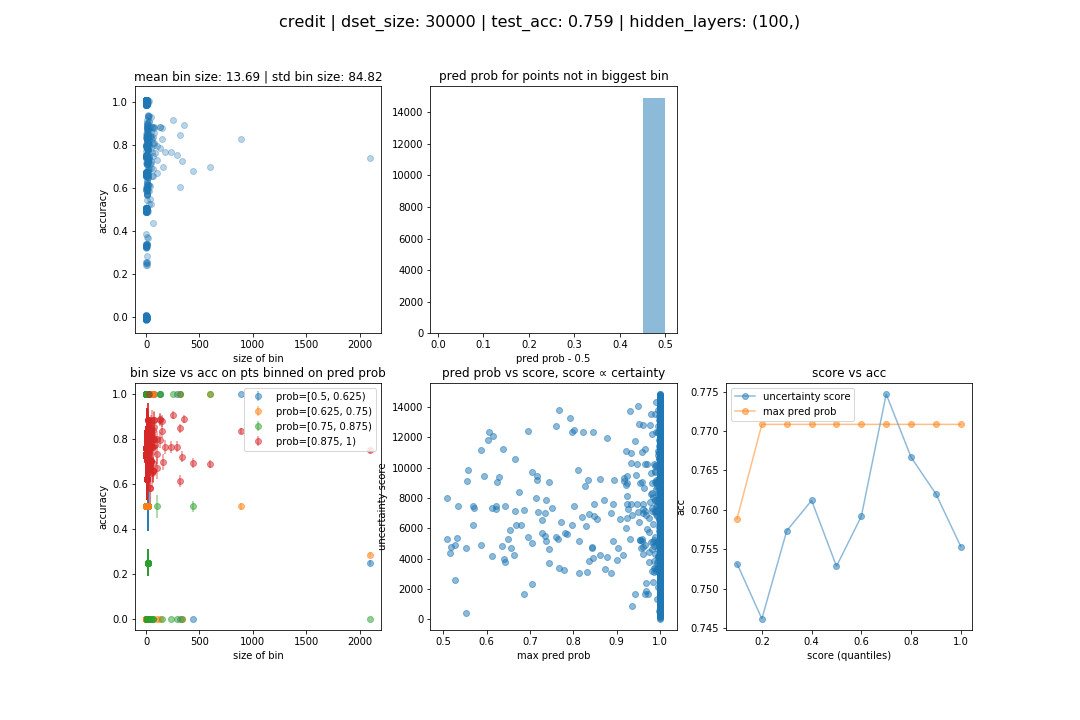 credit | dset_size: 30000 | test_acc: 0.759 | hidden_layers: (100,)
mean bin size: 13.69 | std bin size: 84.82
1.0
0.8
0.6
0.4
0.2
0.0
accuracy
0
500
1000
1500
2000
size of bin
pred prob for points not in biggest bin
14000
12000
10000
8000
6000
4000
2000
0
0.0
0.1
0.2
0.3
0.4
0.5
pred prob - 0.5
bin size vs acc on pts binned on pred prob
prob=[0.5, 0.625)
prob=[0.625, 0.75)
prob=[0.75, 0.875)
prob=[0.875, 1)
1.0
0.8
0.6
0.4
0.2
0.0
accuracy
0
500
1000
1500
2000
size of bin
pred prob vs score, score ∝ certainty
14000
12000
10000
8000
6000
4000
2000
0
uncertainty score
0.5
0.6
0.7
0.8
0.9
1.0
max pred prob
score vs acc
uncertainty score
max pred prob
0.775
0.770
0.765
0.760
0.755
0.750
0.745
acc
0.2
0.4
0.6
0.8
1.0
score (quantiles)